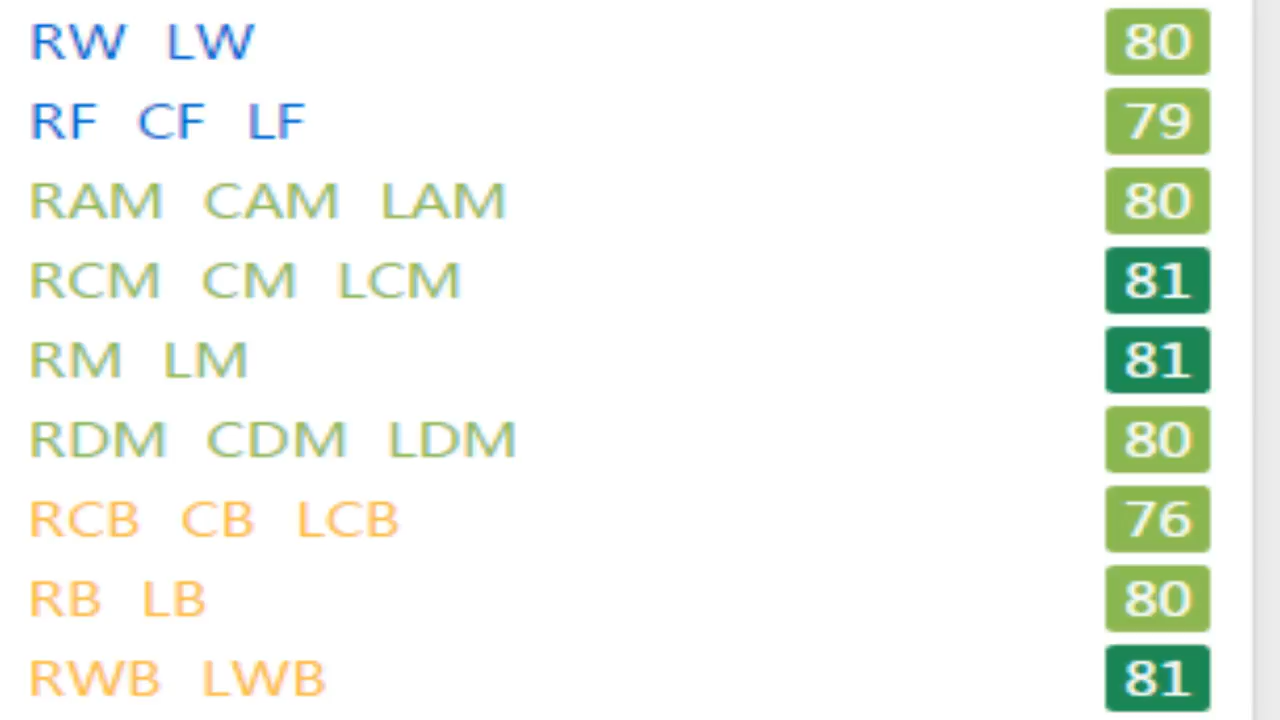 RW LW 80
RF CF LF 79
RAM CAM LAM 80
RCM CM LCM 81
RM LM 81
RDM CDM LDM 80
RCB CB LCB 76
RB LB 80
RWB LWB 81